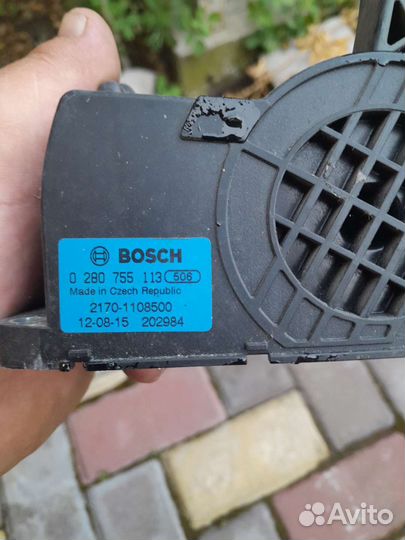 BOSCH
0 280 755 113 506
Made in Czech Republic
2170-1108500
12-08-15 202984
Avito